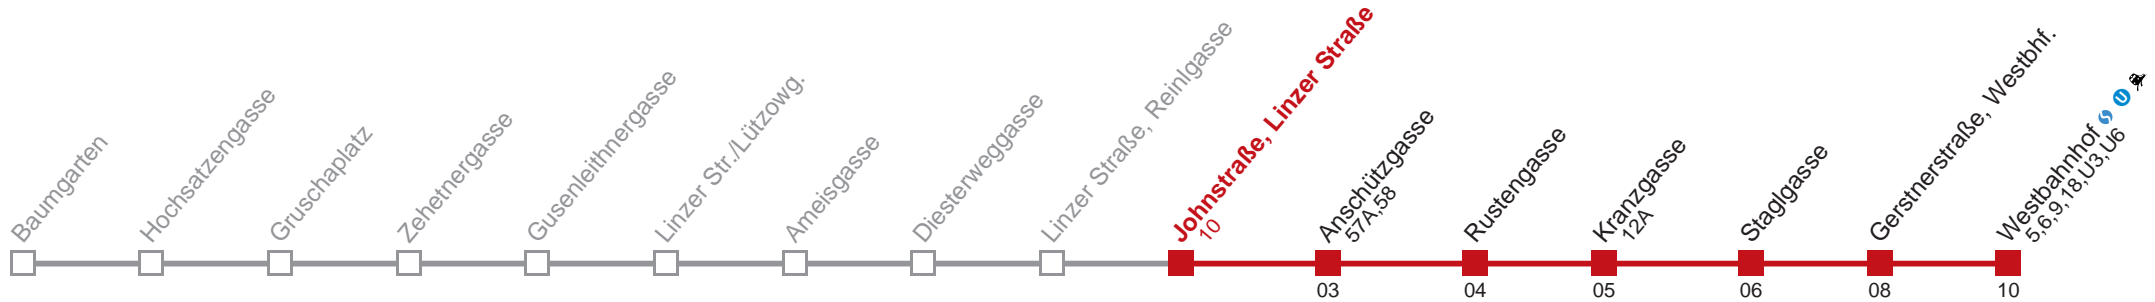 Baumgarten
Hochsatzengasse
Gruschaplatz
Zehetnergasse
Gusenleithnergasse
Linzer Str./Lützowg.
Ameisgasse
Diesterweggasse
Linzer Straße, Reinlgasse
Johnstraße, Linzer Straße
10
Anschützgasse
57A,58
Rustengasse
Kranzgasse
12A
Staglgasse
Gerstnerstraße, Westbhf.
Westbahnhof S U
5,6,9,18,U3,U6
03 04 05 06 08 10